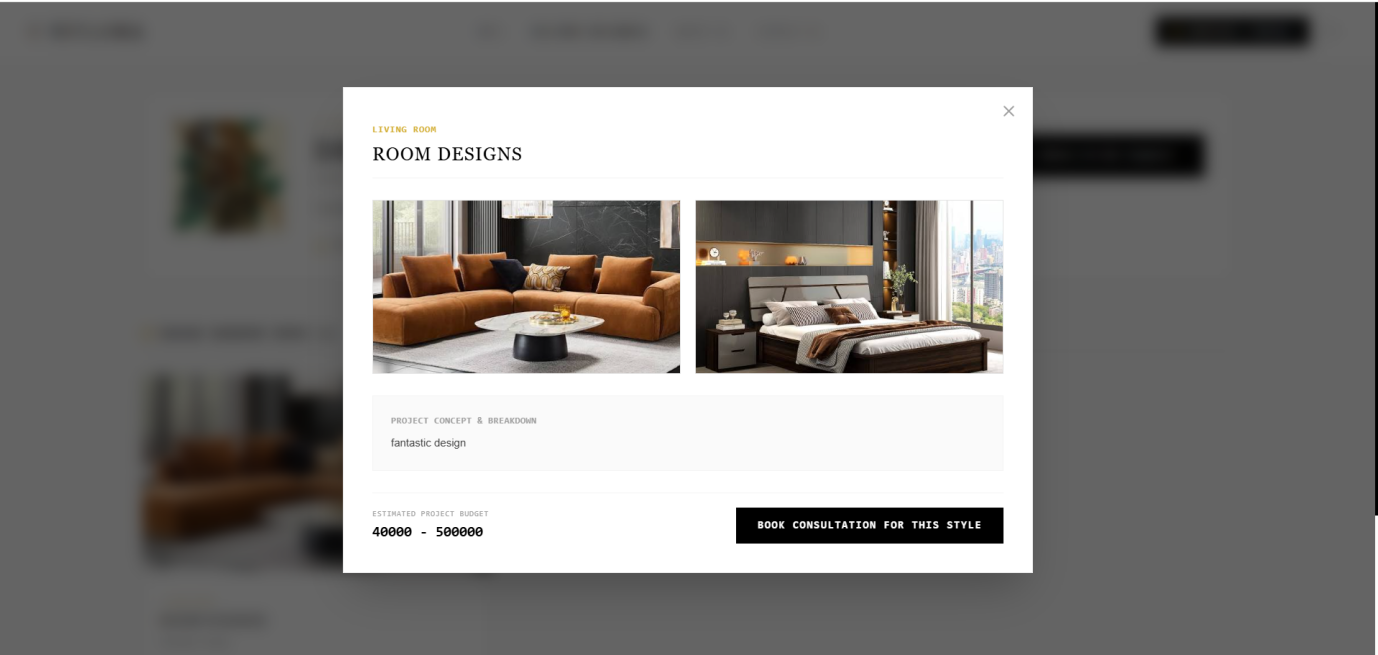 LIVING ROOM
ROOM DESIGNS
PROJECT CONCEPT & BREAKDOWN
fantastic design
ESTIMATED PROJECT BUDGET
40000 - 500000
BOOK CONSULTATION FOR THIS STYLE